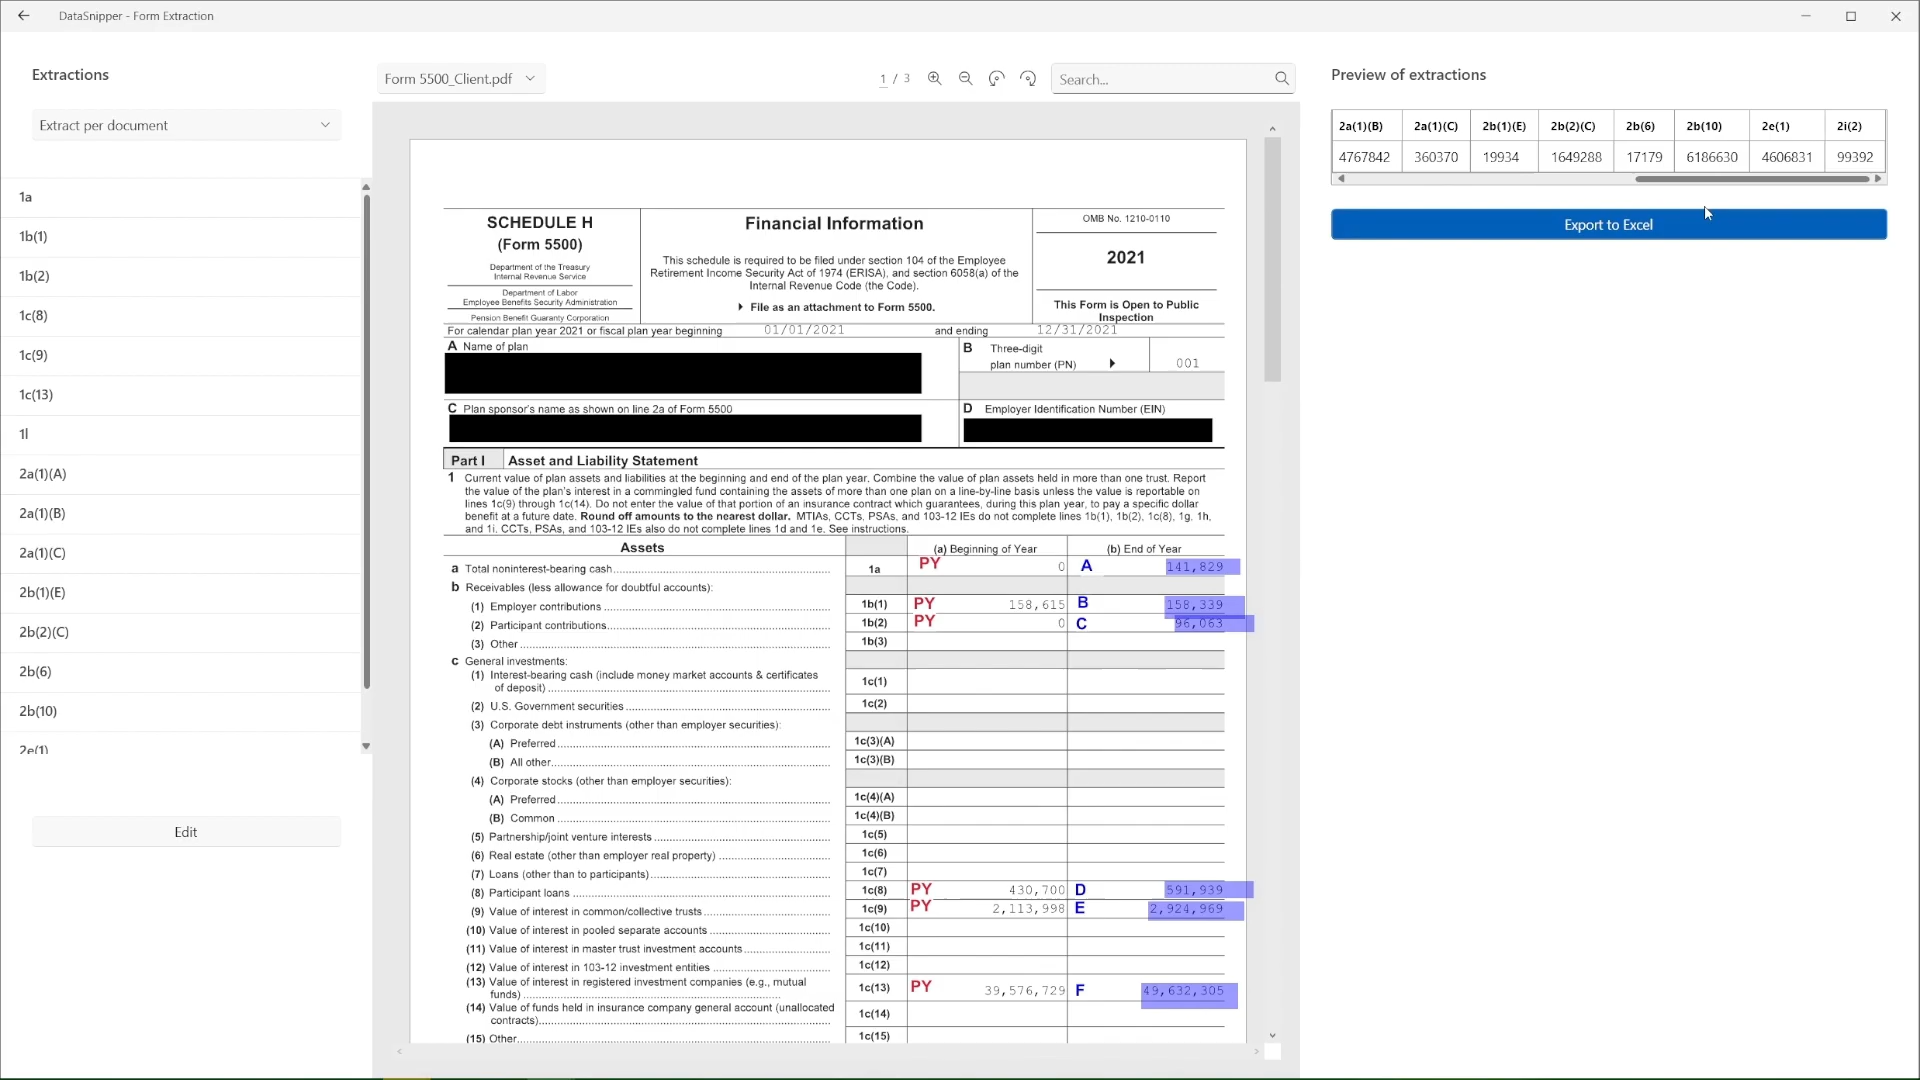 DataSnipper - Form Extraction
Extractions
Extract per document
1a
1b(1)
1b(2)
1c(8)
1c(9)
1c(13)
1l
2a(1)(A)
2a(1)(B)
2a(1)(C)
2b(1)(E)
2b(2)(C)
2b(6)
2b(10)
2e(1)
Edit
Form 5500_Client.pdf
1 / 3
Search...
SCHEDULE H
(Form 5500)
Department of the Treasury
Internal Revenue Service
Department of Labor
Employee Benefits Security Administration
Pension Benefit Guaranty Corporation
Financial Information
This schedule is required to be filed under section 104 of the Employee
Retirement Income Security Act of 1974 (ERISA), and section 6058(a) of the
Internal Revenue Code (the Code).
File as an attachment to Form 5500.
OMB No. 1210-0110
2021
This Form is Open to Public
Inspection
For calendar plan year 2021 or fiscal plan year beginning 01/01/2021 and ending 12/31/2021
A Name of plan
B Three-digit
plan number (PN) 001
C Plan sponsor's name as shown on line 2a of Form 5500
D Employer Identification Number (EIN)
Part I Asset and Liability Statement
1 Current value of plan assets and liabilities at the beginning and end of the plan year. Combine the value of plan assets held in more than one trust. Report
the value of the plan's interest in a commingled fund containing the assets of more than one plan on a line-by-line basis unless the value is reportable on
lines 1c(9) through 1c(14). Do not enter the value of that portion of an insurance contract which guarantees, during this plan year, to pay a specific dollar
benefit at a future date. Round off amounts to the nearest dollar. MTIAs, CCTs, PSAs, and 103-12 IEs do not complete lines 1b(1), 1b(2), 1c(8), 1g, 1h,
and 1i. CCTs, PSAs, and 103-12 IEs also do not complete lines 1d and 1e. See instructions.
Assets (a) Beginning of Year (b) End of Year
a Total noninterest-bearing cash 1a PY 0 A 141,829
b Receivables (less allowance for doubtful accounts):
(1) Employer contributions 1b(1) PY 158,615 B 158,339
(2) Participant contributions 1b(2) PY 0 C 96,063
(3) Other 1b(3)
c General investments:
(1) Interest-bearing cash (include money market accounts & certificates
of deposit) 1c(1)
(2) U.S. Government securities 1c(2)
(3) Corporate debt instruments (other than employer securities):
(A) Preferred 1c(3)(A)
(B) All other 1c(3)(B)
(4) Corporate stocks (other than employer securities):
(A) Preferred 1c(4)(A)
(B) Common 1c(4)(B)
(5) Partnership/joint venture interests 1c(5)
(6) Real estate (other than employer real property) 1c(6)
(7) Loans (other than to participants) 1c(7)
(8) Participant loans 1c(8) PY 430,700 D 591,939
(9) Value of interest in common/collective trusts 1c(9) PY 2,113,998 E 2,924,969
(10) Value of interest in pooled separate accounts 1c(10)
(11) Value of interest in master trust investment accounts 1c(11)
(12) Value of interest in 103-12 investment entities 1c(12)
(13) Value of interest in registered investment companies (e.g., mutual
funds) 1c(13) PY 39,576,729 F 49,632,305
(14) Value of funds held in insurance company general account (unallocated
contracts) 1c(14)
(15) Other 1c(15)
Preview of extractions
2a(1)(B) 2a(1)(C) 2b(1)(E) 2b(2)(C) 2b(6) 2b(10) 2e(1) 2i(2)
4767842 360370 19934 1649288 17179 6186630 4606831 99392
Export to Excel